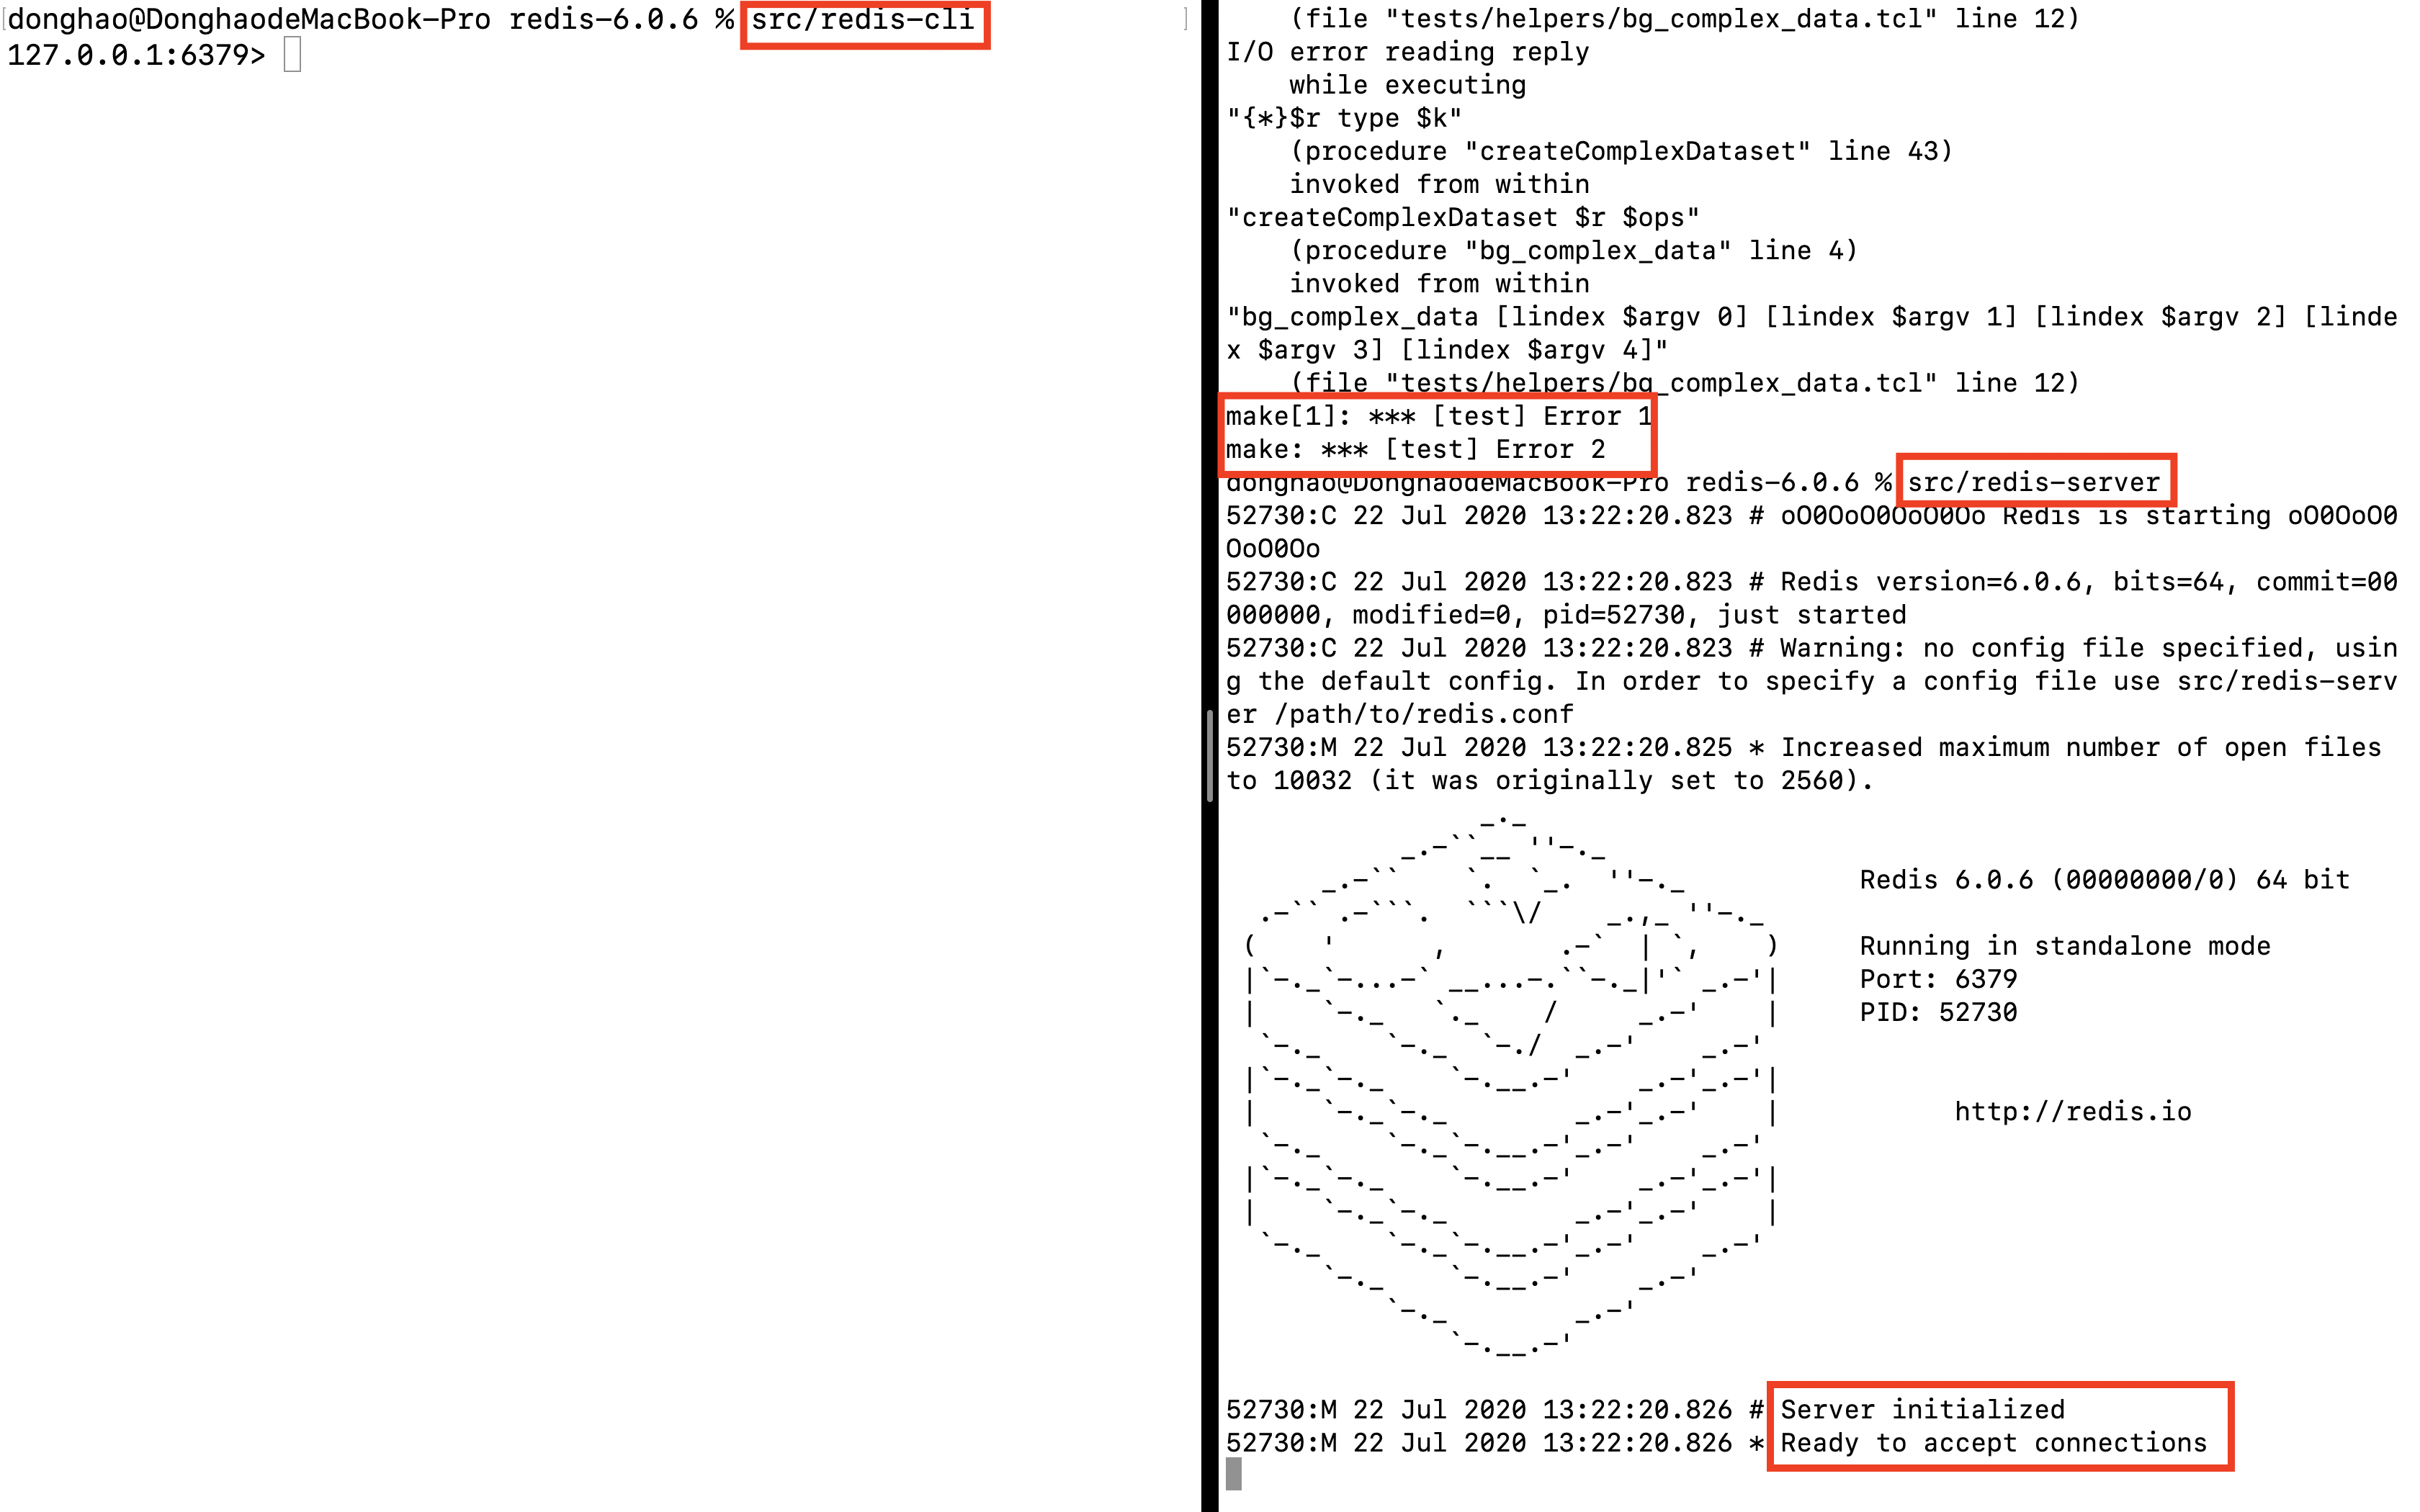 donghao@DonghaodeMacBook-Pro redis-6.0.6 % src/redis-cli
127.0.0.1:6379>
(file "tests/helpers/bg_complex_data.tcl" line 12)
I/O error reading reply
while executing
"{*}$r type $k"
(procedure "createComplexDataset" line 43)
invoked from within
"createComplexDataset $r $ops"
(procedure "bg_complex_data" line 4)
invoked from within
"bg_complex_data [lindex $argv 0] [lindex $argv 1] [lindex $argv 2] [linde
x $argv 3] [lindex $argv 4]"
(file "tests/helpers/bg_complex_data.tcl" line 12)
make[1]: *** [test] Error 1
make: *** [test] Error 2
donghao@DonghaodeMacBook-Pro redis-6.0.6 % src/redis-server
52730:C 22 Jul 2020 13:22:20.823 # oO0OoO0OoO0Oo Redis is starting oO0OoO0
OoO0Oo
52730:C 22 Jul 2020 13:22:20.823 # Redis version=6.0.6, bits=64, commit=00
000000, modified=0, pid=52730, just started
52730:C 22 Jul 2020 13:22:20.823 # Warning: no config file specified, usin
g the default config. In order to specify a config file use src/redis-serv
er /path/to/redis.conf
52730:M 22 Jul 2020 13:22:20.825 * Increased maximum number of open files
to 10032 (it was originally set to 2560).
Redis 6.0.6 (00000000/0) 64 bit
Running in standalone mode
Port: 6379
PID: 52730
http://redis.io
52730:M 22 Jul 2020 13:22:20.826 # Server initialized
52730:M 22 Jul 2020 13:22:20.826 * Ready to accept connections